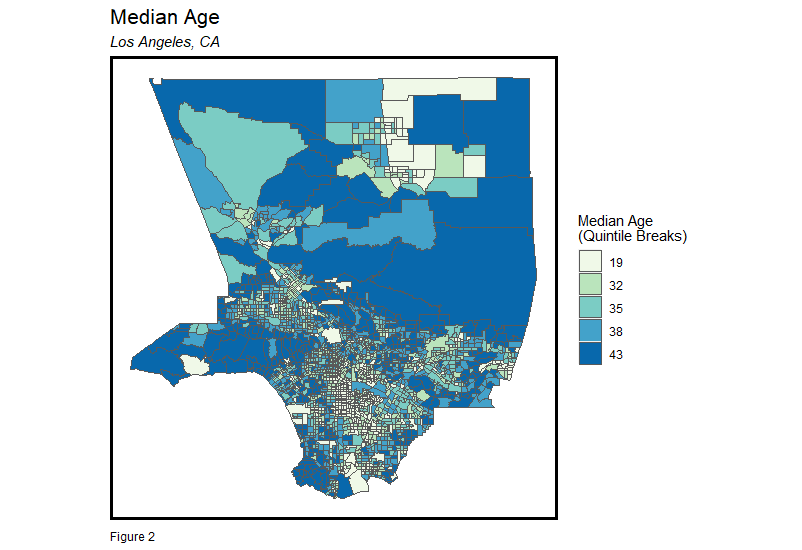 Median Age
Los Angeles, CA
Median Age
(Quintile Breaks)
19
32
35
38
43
Figure 2